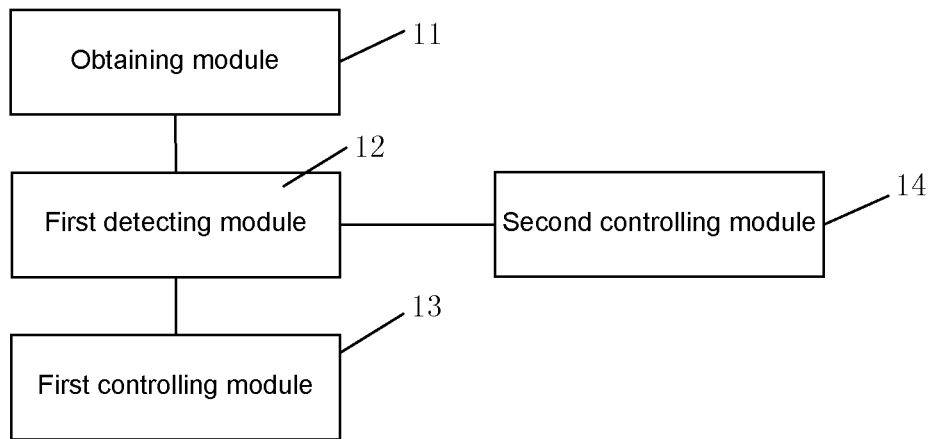 Obtaining module
11
First detecting module
12
Second controlling module
14
First controlling module
13